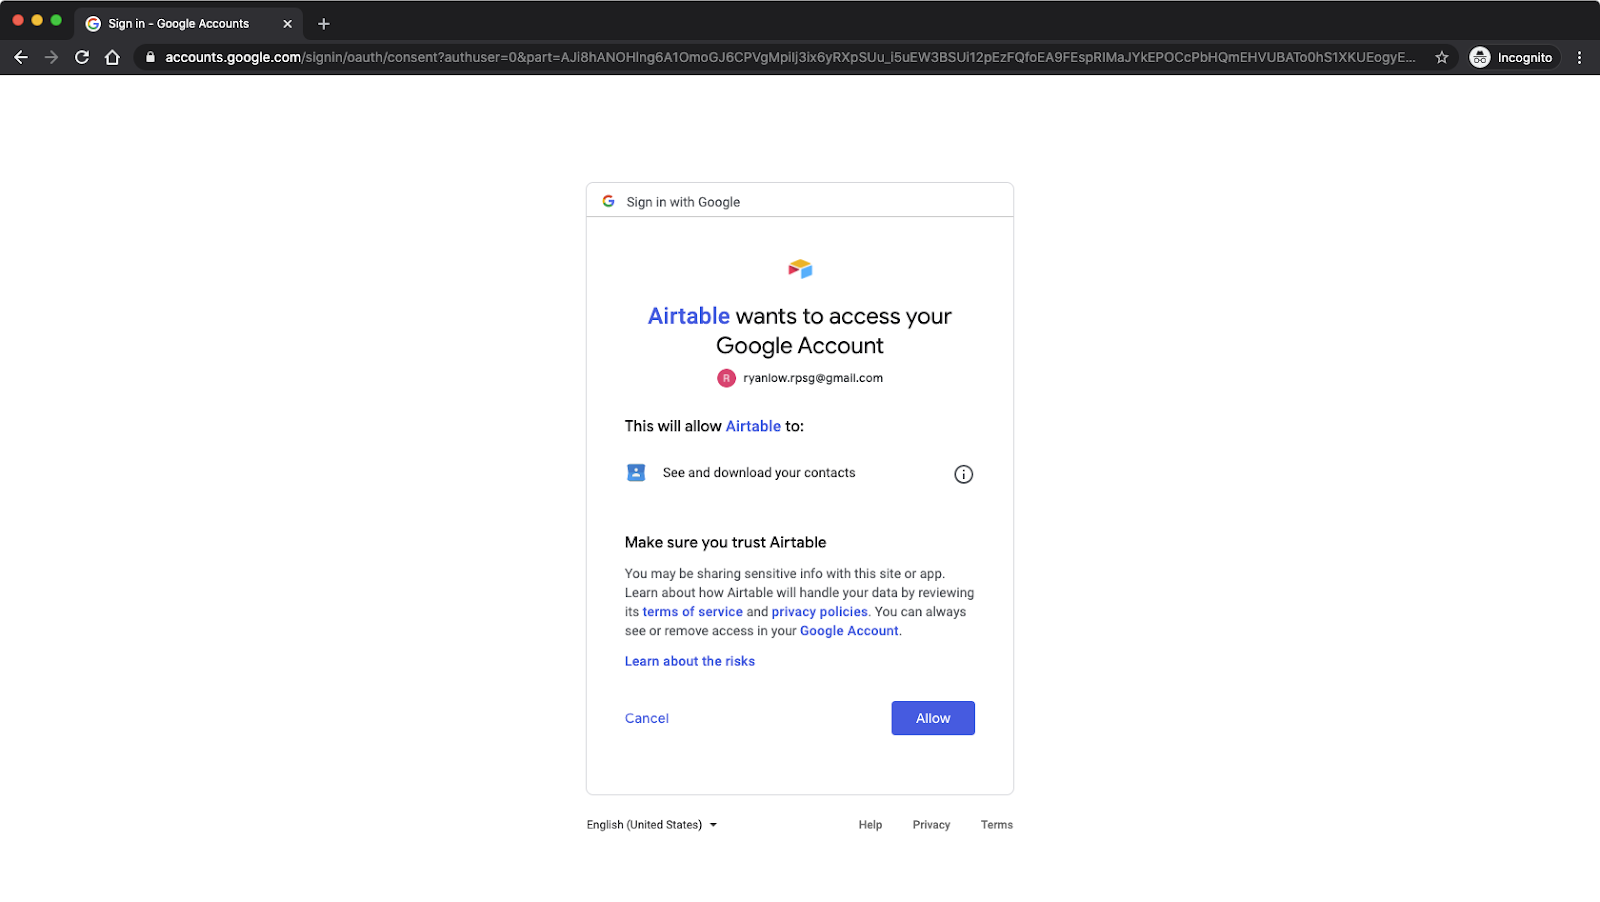 Sign in - Google Accounts
accounts.google.com/signin/oauth/consent?authuser=0&part=AJi8hANOHlng6A1OmoGJ6CPVgMpiIj3ix6yRXpSUu_i5uEW3BSUi12pEzFQfoEA9FEspRIMaJYkEPOCcPbHQmEHVUBATo0hS1XKUEogyE...
Incognito
Sign in with Google
Airtable wants to access your
Google Account
R ryanlow.rpsg@gmail.com
This will allow Airtable to:
See and download your contacts
Make sure you trust Airtable
You may be sharing sensitive info with this site or app.
Learn about how Airtable will handle your data by reviewing
its terms of service and privacy policies. You can always
see or remove access in your Google Account.
Learn about the risks
Cancel
Allow
English (United States)
Help
Privacy
Terms